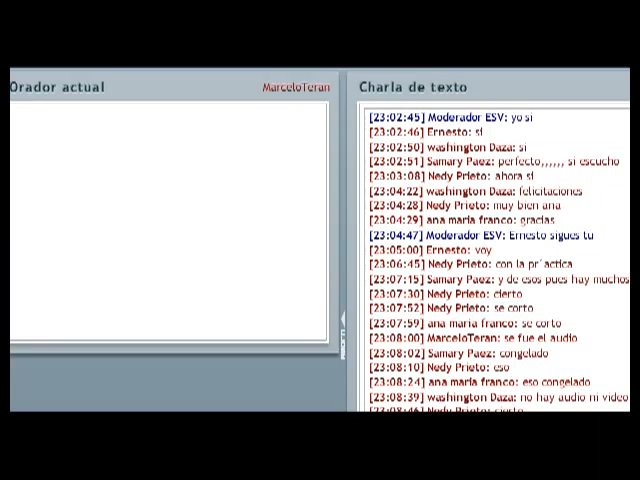 Orador actual
MarceloTeran
Charla de texto
[23:02:45] Moderador ESV: yo si
[23:02:46] Ernesto: si
[23:02:50] washington Daza: si
[23:02:51] Samary Paez: perfecto,,,,,, si escucho
[23:03:08] Nedy Prieto: ahora si
[23:04:22] washington Daza: felicitaciones
[23:04:28] Nedy Prieto: muy bien ana
[23:04:29] ana maria franco: gracias
[23:04:47] Moderador ESV: Ernesto sigues tu
[23:05:00] Ernesto: voy
[23:06:45] Nedy Prieto: con la pr´actica
[23:07:15] Samary Paez: y de esos pues hay muchos
[23:07:30] Nedy Prieto: cierto
[23:07:52] Nedy Prieto: se corto
[23:07:59] ana maria franco: se corto
[23:08:00] MarceloTeran: se fue el audio
[23:08:02] Samary Paez: congelado
[23:08:10] Nedy Prieto: eso
[23:08:24] ana maria franco: eso congelado
[23:08:39] washington Daza: no hay audio ni video
[23:08:46] Nedy Prieto: cierto